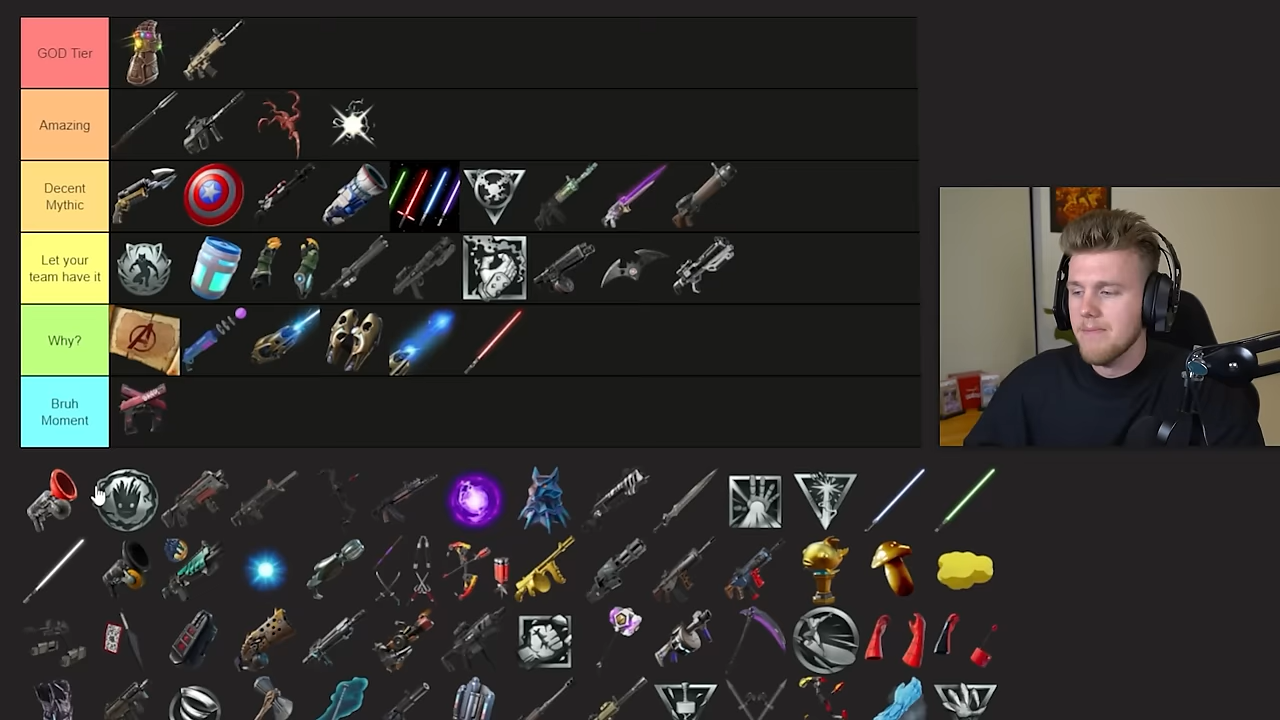 GOD Tier
Amazing
Decent
Mythic
Let your
team have it
Why?
Bruh
Moment